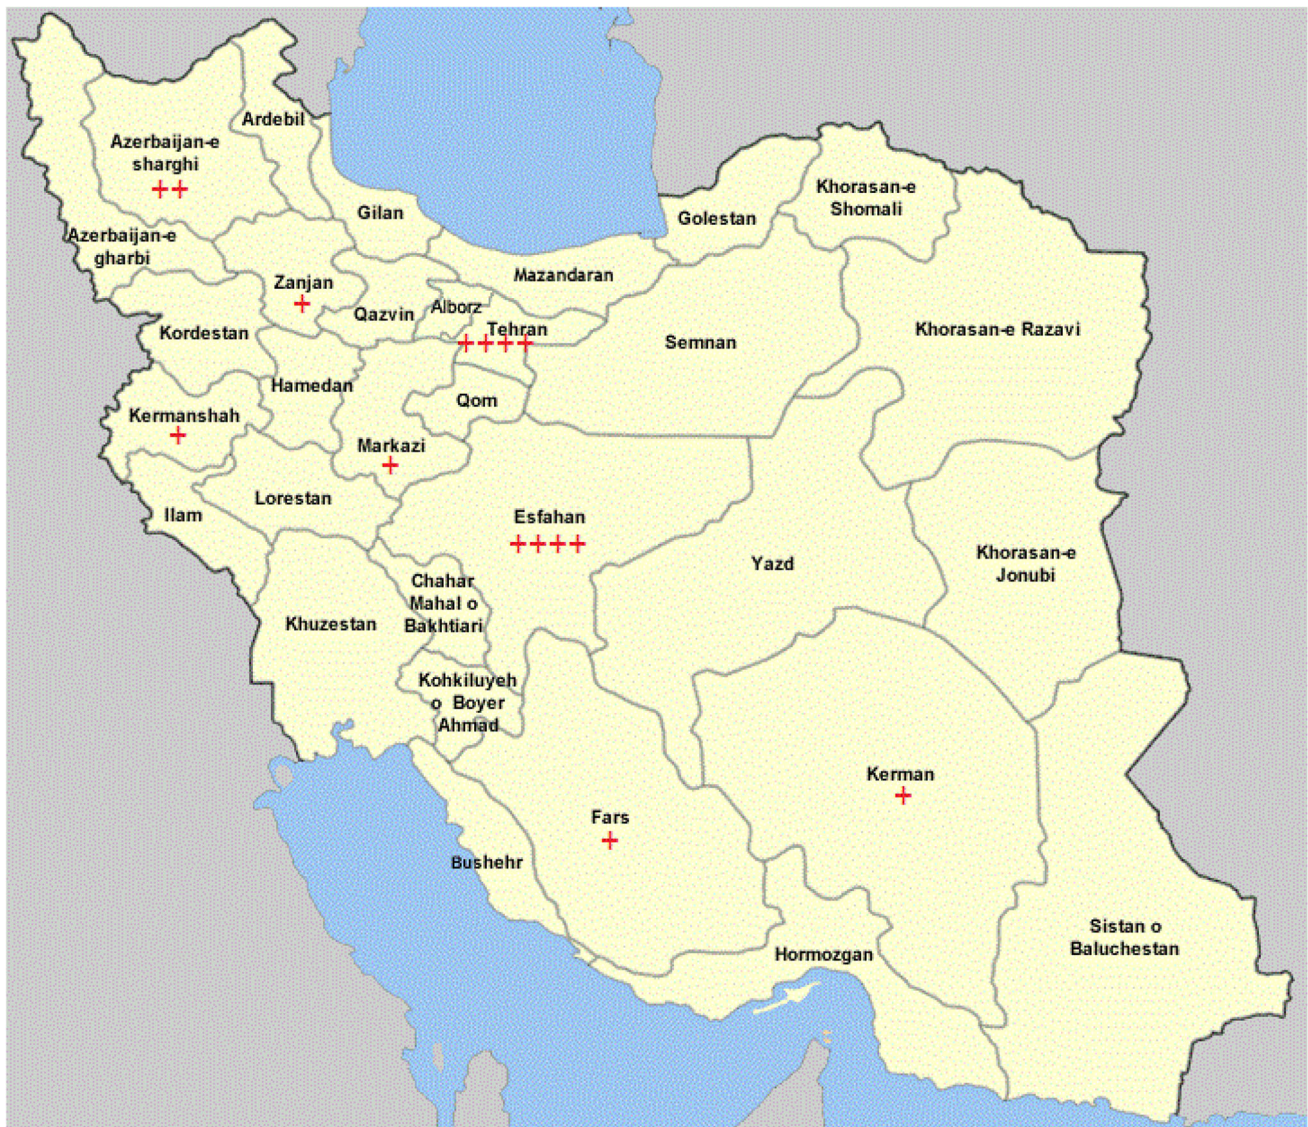 Ardebil
Azerbaijan-e
sharghi
++
Khorasan-e
Shomali
Gilan
Golestan
Azerbaijan-e
gharbi
Mazandaran
Zanjan
+
Alborz
Qazvin
Tehran
++++
Khorasan-e Razavi
Kordestan
Semnan
Hamedan
Qom
Kermanshah
+
Markazi
+
Lorestan
Ilam
Esfahan
++++
Yazd
Khorasan-e
Jonubi
Chahar
Mahal o
Bakhtiari
Khuzestan
Kohkiluyeh
o Boyer
Ahmad
Kerman
+
Fars
+
Bushehr
Sistan o
Baluchestan
Hormozgan